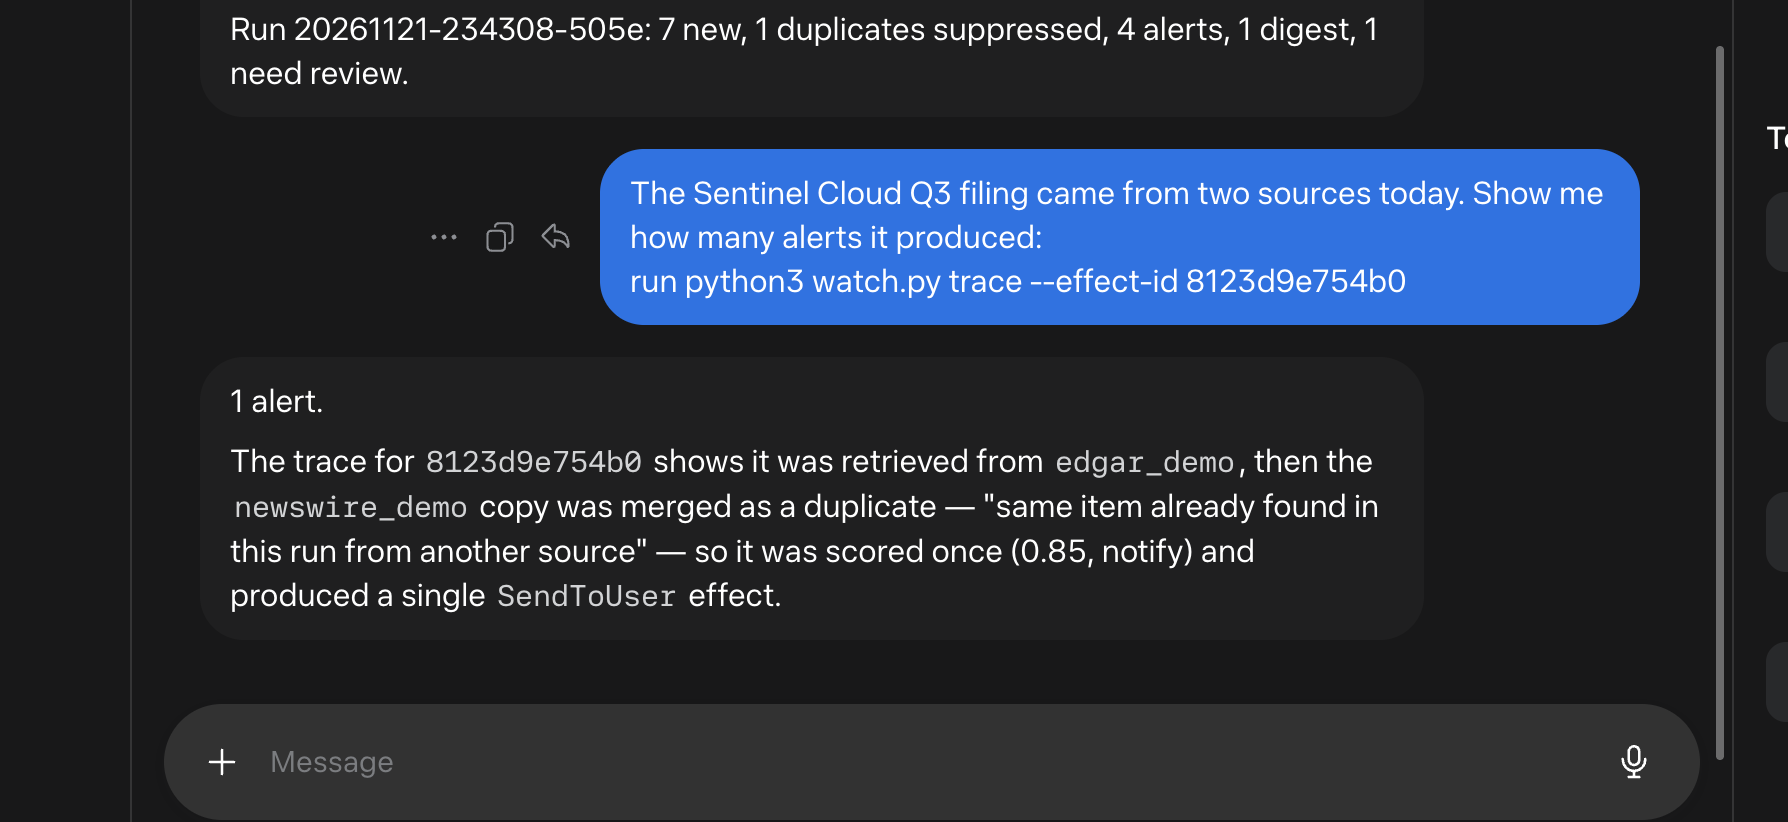 Run 20261121-234308-505e: 7 new, 1 duplicates suppressed, 4 alerts, 1 digest, 1
need review.
The Sentinel Cloud Q3 filing came from two sources today. Show me
how many alerts it produced:
run python3 watch.py trace --effect-id 8123d9e754b0
1 alert.
The trace for 8123d9e754b0 shows it was retrieved from edgar_demo, then the
newswire_demo copy was merged as a duplicate — "same item already found in
this run from another source" — so it was scored once (0.85, notify) and
produced a single SendToUser effect.
Message